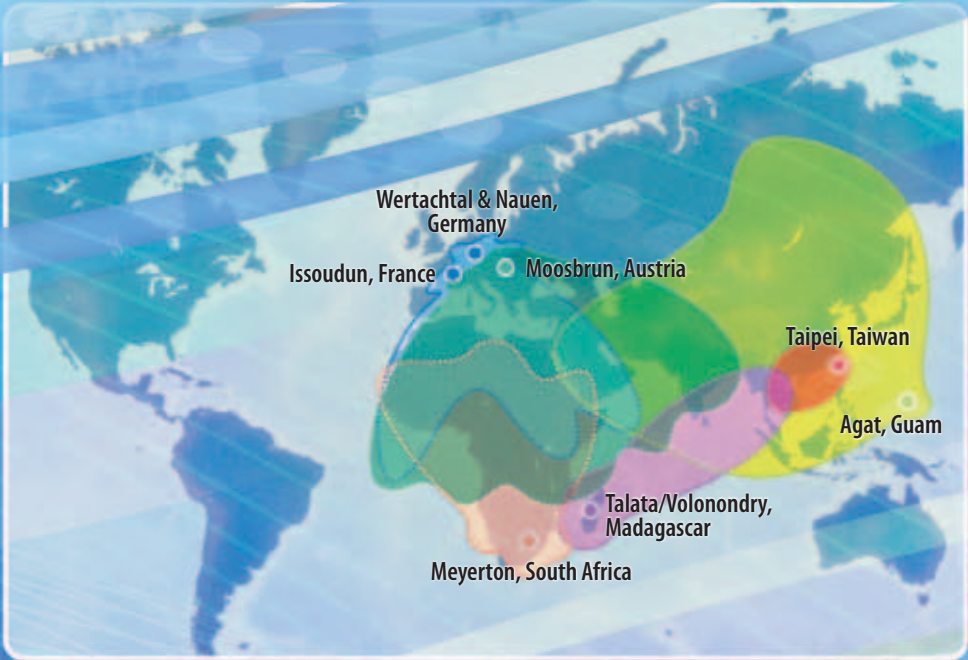 Wertachtal & Nauen,
Germany
Issoudun, France
Moosbrun, Austria
Taipei, Taiwan
Agat, Guam
Talata/Volonondry,
Madagascar
Meyerton, South Africa